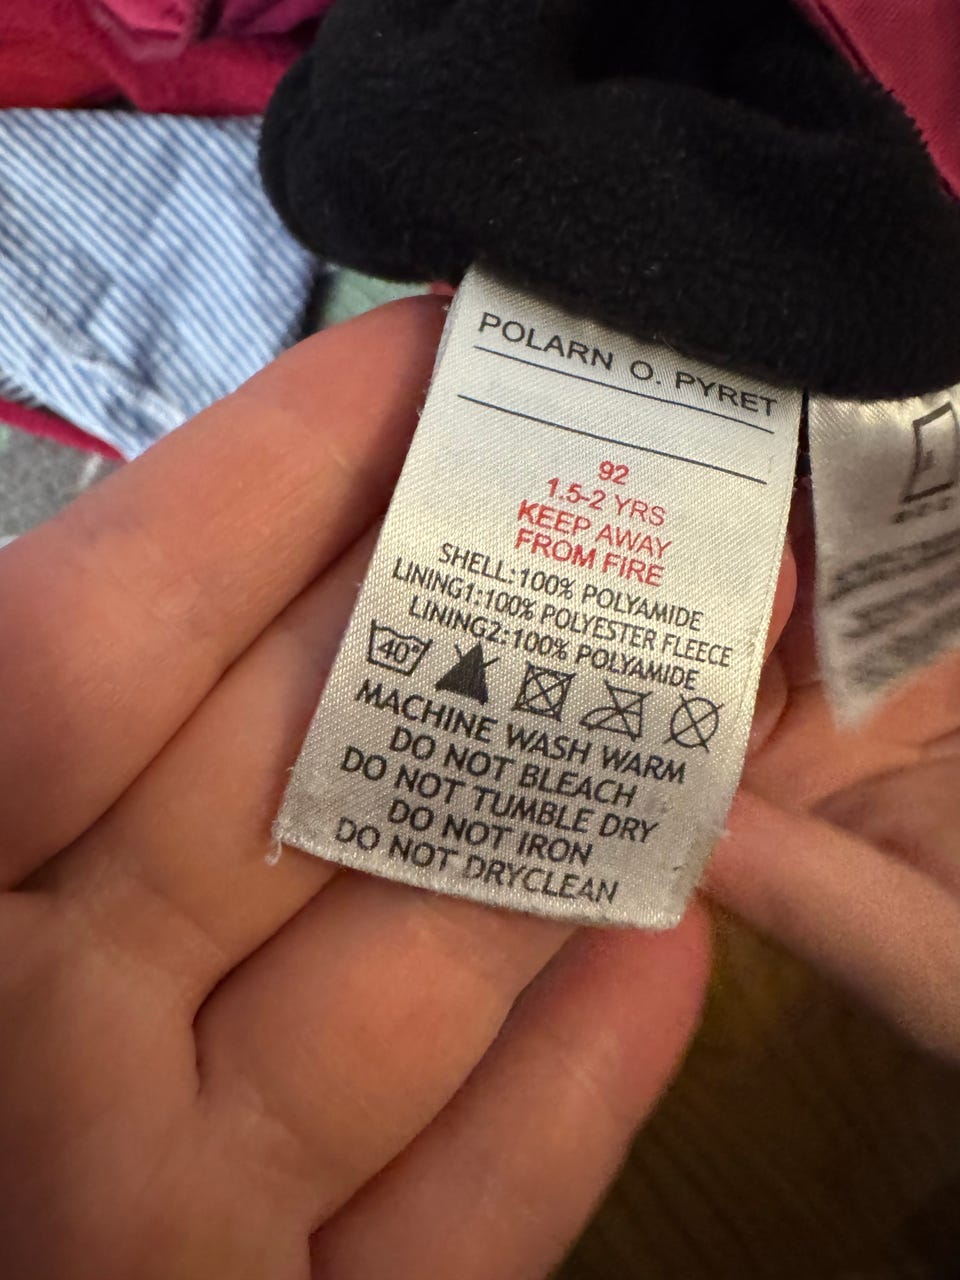 POLARN O. PYRET
92
1.5-2 YRS
KEEP AWAY
FROM FIRE
SHELL:100% POLYAMIDE
LINING1:100% POLYESTER FLEECE
LINING2:100% POLYAMIDE
40°
MACHINE WASH WARM
DO NOT BLEACH
DO NOT TUMBLE DRY
DO NOT IRON
DO NOT DRYCLEAN